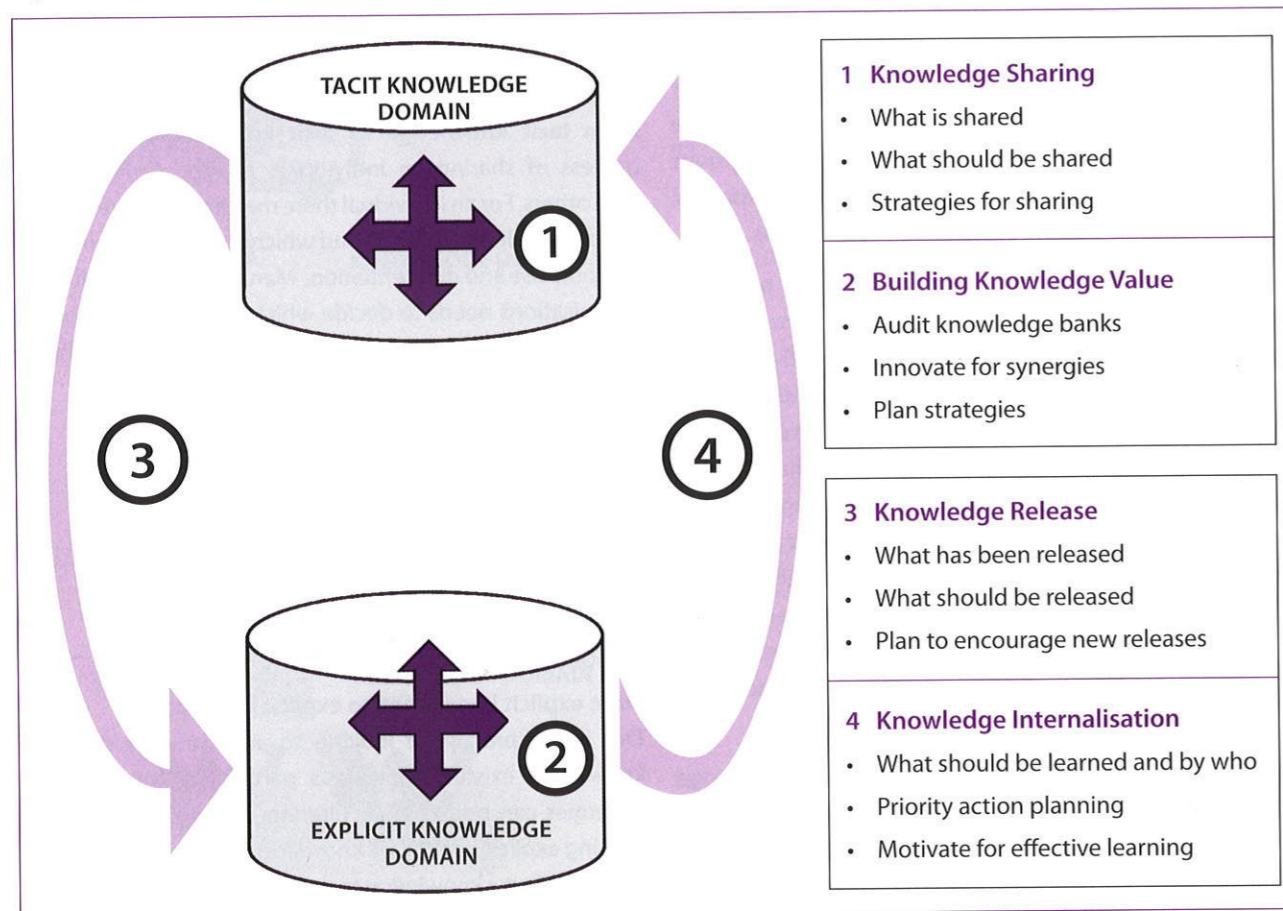 TACIT KNOWLEDGE
DOMAIN
1
3
4
2
EXPLICIT KNOWLEDGE
DOMAIN
1 Knowledge Sharing
• What is shared
• What should be shared
• Strategies for sharing
2 Building Knowledge Value
• Audit knowledge banks
• Innovate for synergies
• Plan strategies
3 Knowledge Release
• What has been released
• What should be released
• Plan to encourage new releases
4 Knowledge Internalisation
• What should be learned and by who
• Priority action planning
• Motivate for effective learning